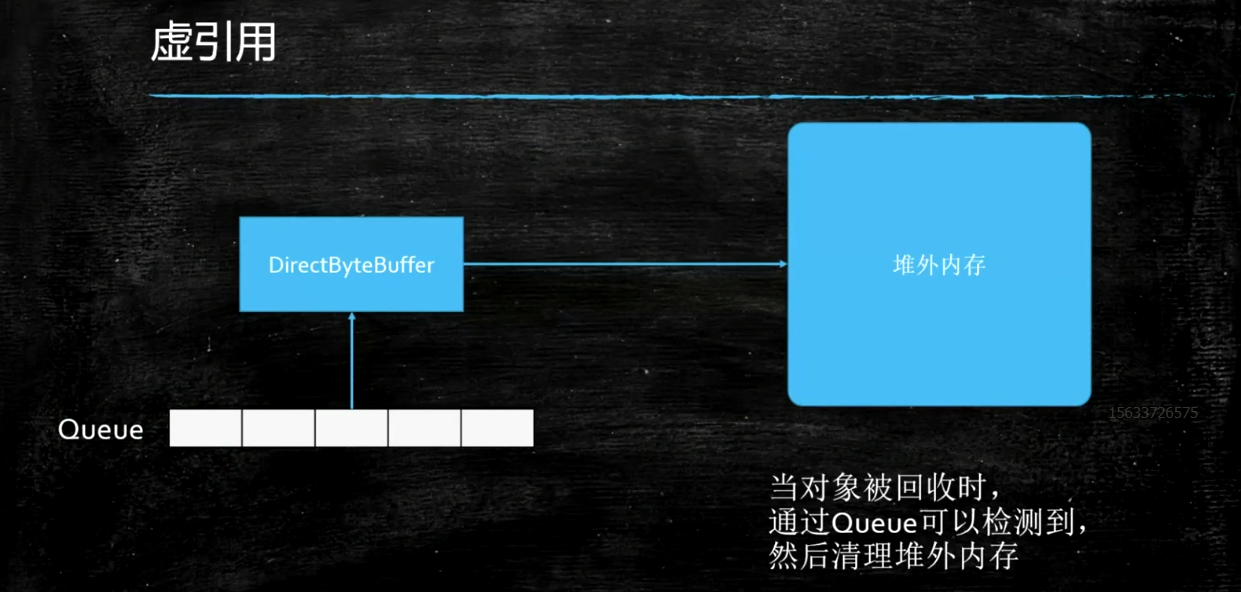 虚引用
DirectByteBuffer
堆外内存
Queue
15633726575
当对象被回收时，
通过Queue可以检测到，
然后清理堆外内存